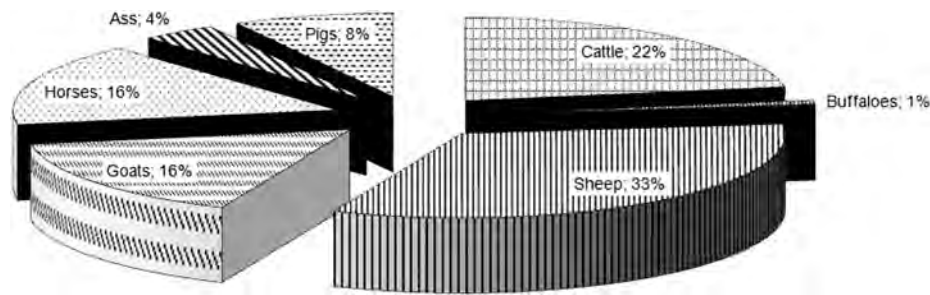 Ass; 4%
Pigs; 8%
Cattle; 22%
Horses; 16%
Buffaloes; 1%
Goats; 16%
Sheep; 33%